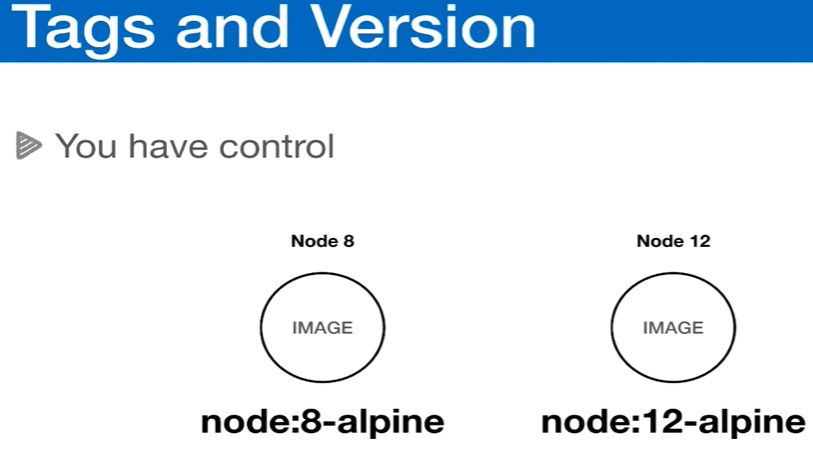 Tags and Version
You have control
Node 8
Node 12
IMAGE
IMAGE
node:8-alpine
node:12-alpine